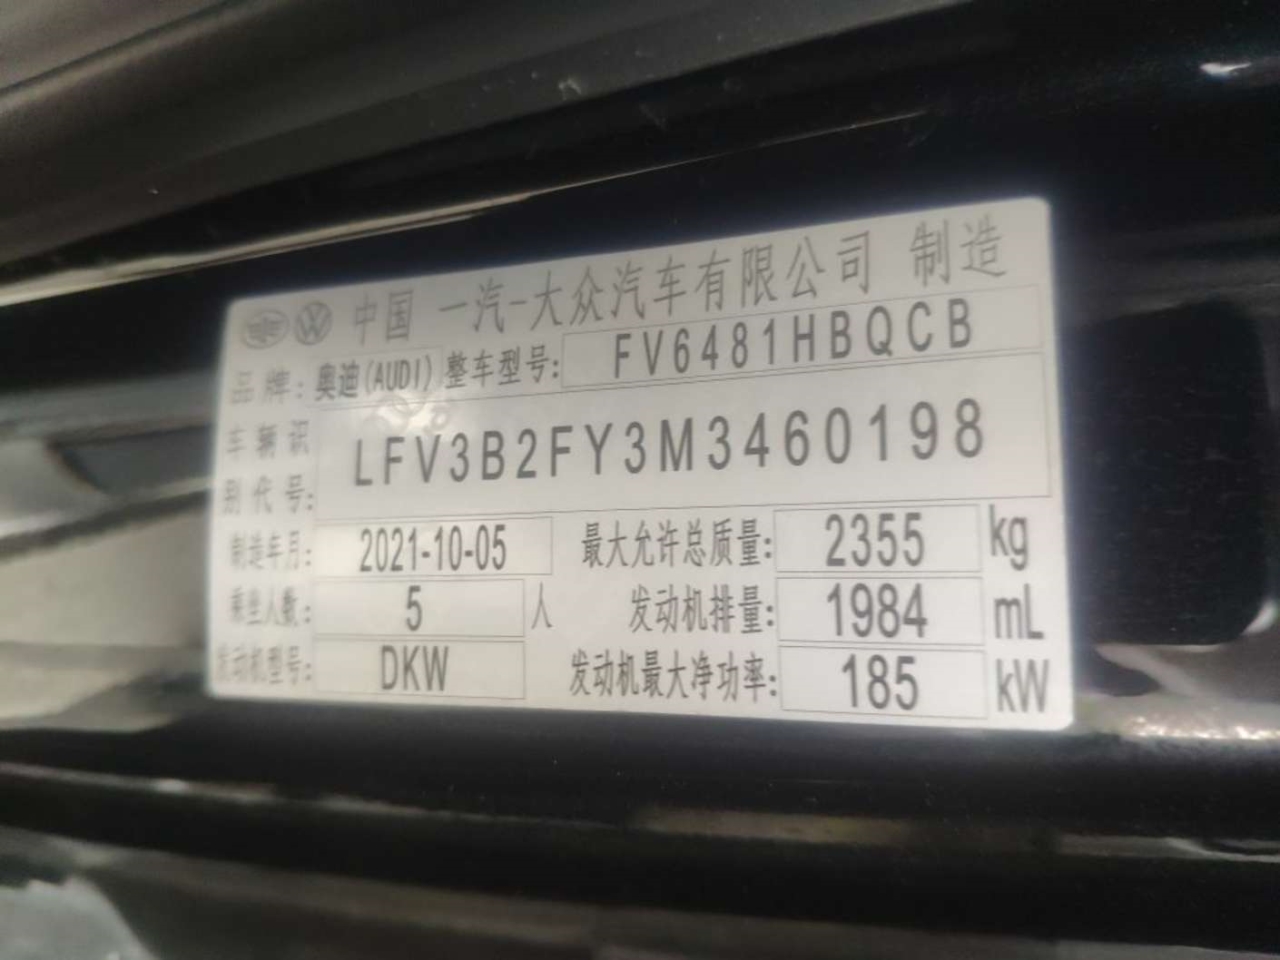 中国 一汽-大众汽车有限公司 制造
品牌: 奥迪(AUDI) 整车型号: FV6481HBQCB
车辆识别代号: LFV3B2FY3M3460198
制造年月: 2021-10-05 最大允许总质量: 2355 kg
乘坐人数: 5 人 发动机排量: 1984 mL
发动机型号: DKW 发动机最大净功率: 185 kW